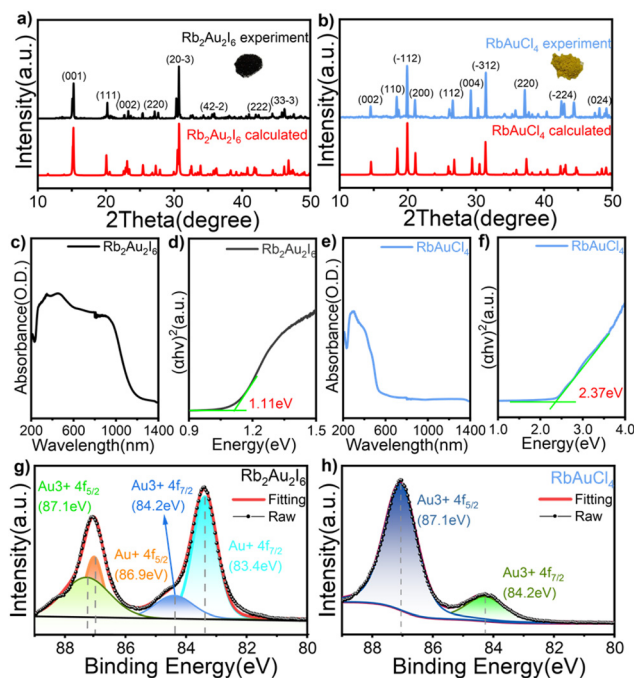 a)
Rb₂Au₂I₆ experiment
(001)
(111)
(002)
(220)
(20-3)
(42-2)
(222)
(33-3)
Rb₂Au₂I₆ calculated
Intensity(a.u.)
10 20 30 40 50
2Theta(degree)
b)
RbAuCl₄ experiment
(002)
(110)
(-112)
(200)
(112)
(004)
(-312)
(220)
(-224)
(024)
RbAuCl₄ calculated
Intensity(a.u.)
10 20 30 40 50
2Theta(degree)
c)
Rb₂Au₂I₆
Absorbance(O.D.)
200 600 1000 1400
Wavelength(nm)
d)
Rb₂Au₂I₆
(αhv)²(a.u.)
1.11eV
0.9 1.2 1.5
Energy(eV)
e)
RbAuCl₄
Absorbance(O.D.)
200 600 1000 1400
Wavelength(nm)
f)
RbAuCl₄
(αhv)²(a.u.)
2.37eV
1.0 2.0 3.0 4.0
Energy(eV)
g)
Rb₂Au₂I₆
Au3+ 4f₅/₂
(87.1eV)
Au3+ 4f₇/₂
(84.2eV)
Fitting
Raw
Au+ 4f₅/₂
(86.9eV)
Au+ 4f₇/₂
(83.4eV)
Intensity(a.u.)
88 86 84 82 80
Binding Energy(eV)
h)
RbAuCl₄
Au3+ 4f₅/₂
(87.1eV)
Fitting
Raw
Au3+ 4f₇/₂
(84.2eV)
Intensity(a.u.)
88 86 84 82 80
Binding Energy(eV)